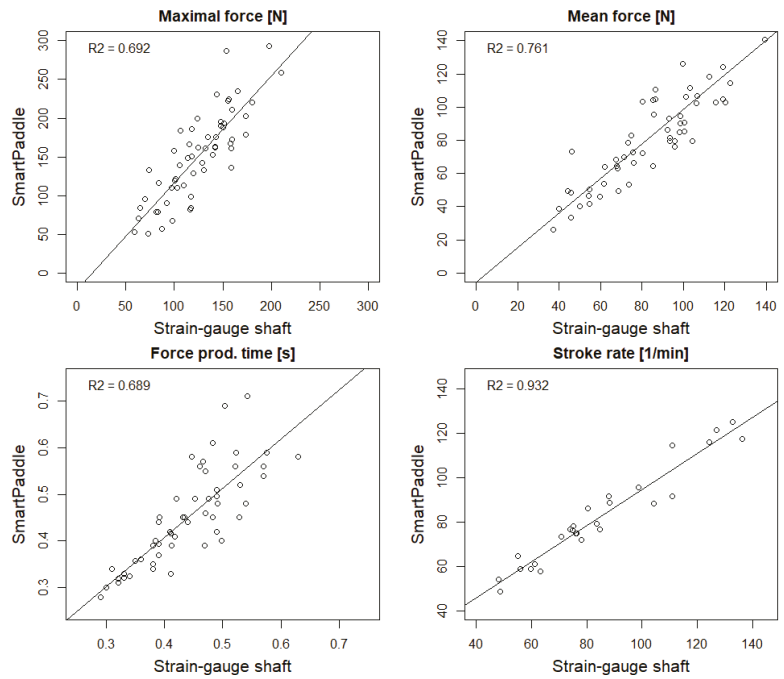 Maximal force [N]
R2 = 0.692
300
250
200
150
100
50
0
SmartPaddle
0 50 100 150 200 250 300
Strain-gauge shaft
Mean force [N]
R2 = 0.761
140
120
100
80
60
40
20
0
SmartPaddle
0 20 40 60 80 100 120 140
Strain-gauge shaft
Force prod. time [s]
R2 = 0.689
0.7
0.6
0.5
0.4
0.3
SmartPaddle
0.3 0.4 0.5 0.6 0.7
Strain-gauge shaft
Stroke rate [1/min]
R2 = 0.932
140
120
100
80
60
40
SmartPaddle
40 60 80 100 120 140
Strain-gauge shaft